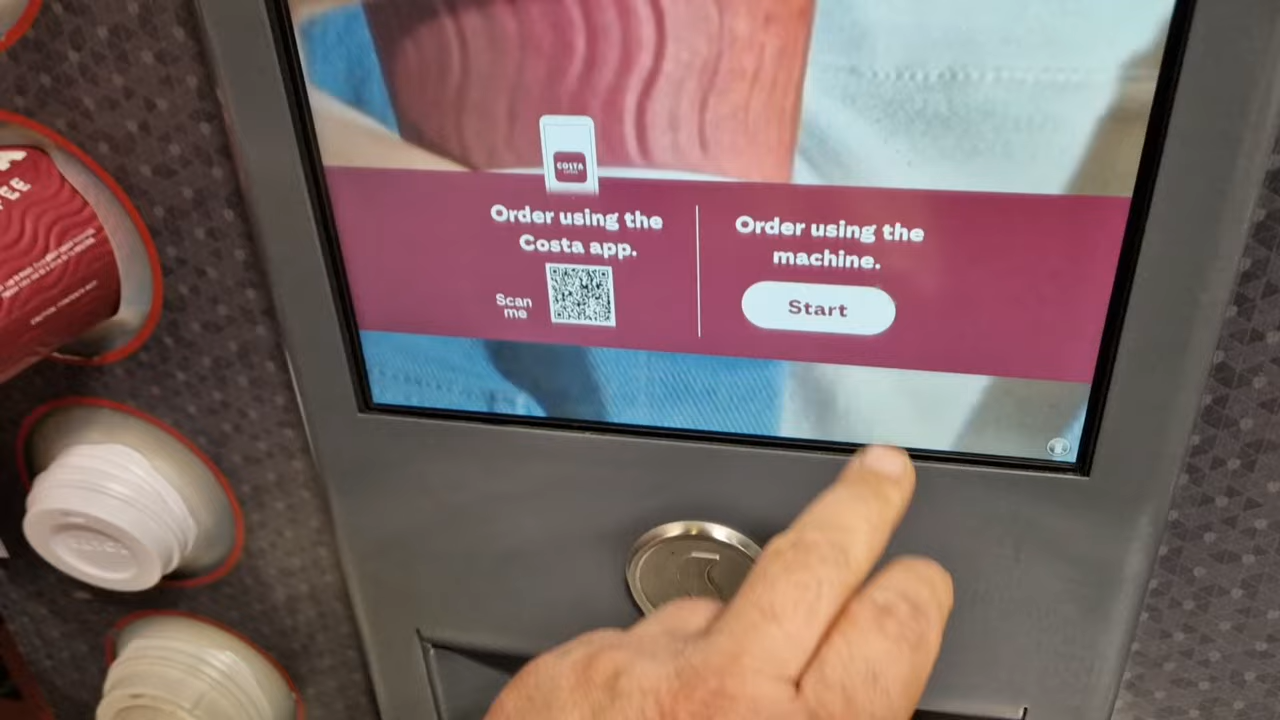 COSTA
Order using the
Costa app.
Scan
me
Order using the
machine.
Start